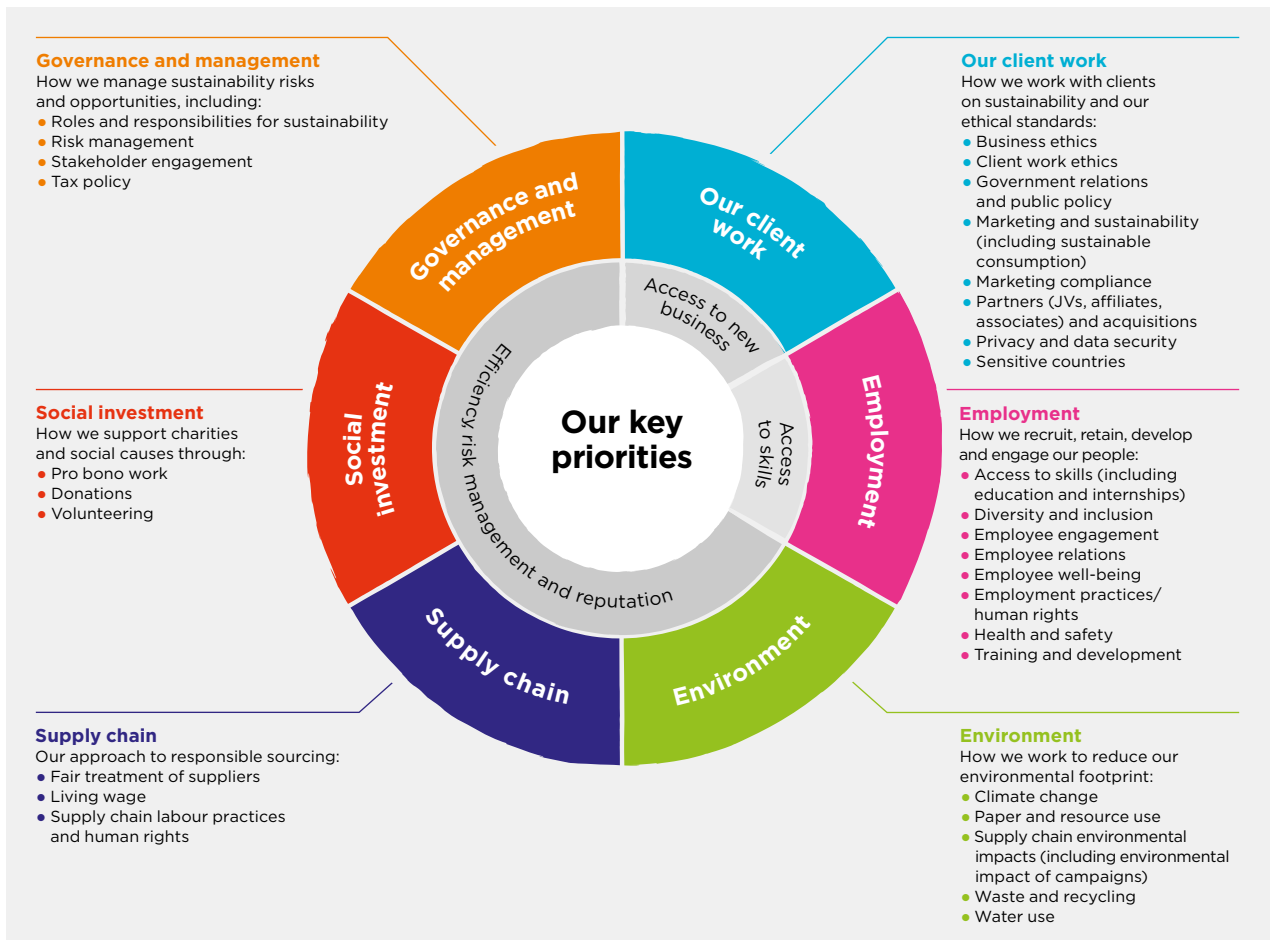 Governance and management
How we manage sustainability risks
and opportunities, including:
● Roles and responsibilities for sustainability
● Risk management
● Stakeholder engagement
● Tax policy
Social investment
How we support charities
and social causes through:
● Pro bono work
● Donations
● Volunteering
Supply chain
Our approach to responsible sourcing:
● Fair treatment of suppliers
● Living wage
● Supply chain labour practices
and human rights
Governance and
management
Our client
work
Employment
Environment
Supply chain
Social
investment
Access to new
business
Access
to skills
Efficiency, risk management and reputation
Our key
priorities
Our client work
How we work with clients
on sustainability and our
ethical standards:
● Business ethics
● Client work ethics
● Government relations
and public policy
● Marketing and sustainability
(including sustainable
consumption)
● Marketing compliance
● Partners (JVs, affiliates,
associates) and acquisitions
● Privacy and data security
● Sensitive countries
Employment
How we recruit, retain, develop
and engage our people:
● Access to skills (including
education and internships)
● Diversity and inclusion
● Employee engagement
● Employee relations
● Employee well-being
● Employment practices/
human rights
● Health and safety
● Training and development
Environment
How we work to reduce our
environmental footprint:
● Climate change
● Paper and resource use
● Supply chain environmental
impacts (including environmental
impact of campaigns)
● Waste and recycling
● Water use